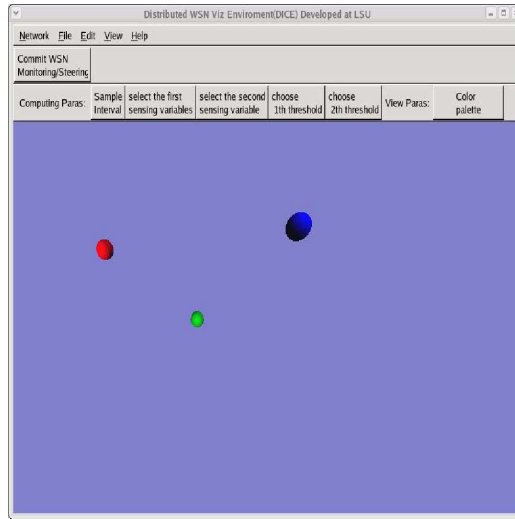 Distributed WSN Viz Enviroment(DICE) Developed at LSU
Network File Edit View Help
Commit WSN
Monitoring/Steering
Computing Paras:
Sample
Interval
select the first
sensing variables
select the second
sensing variable
choose
1th threshold
choose
2th threshold
View Paras:
Color
palette